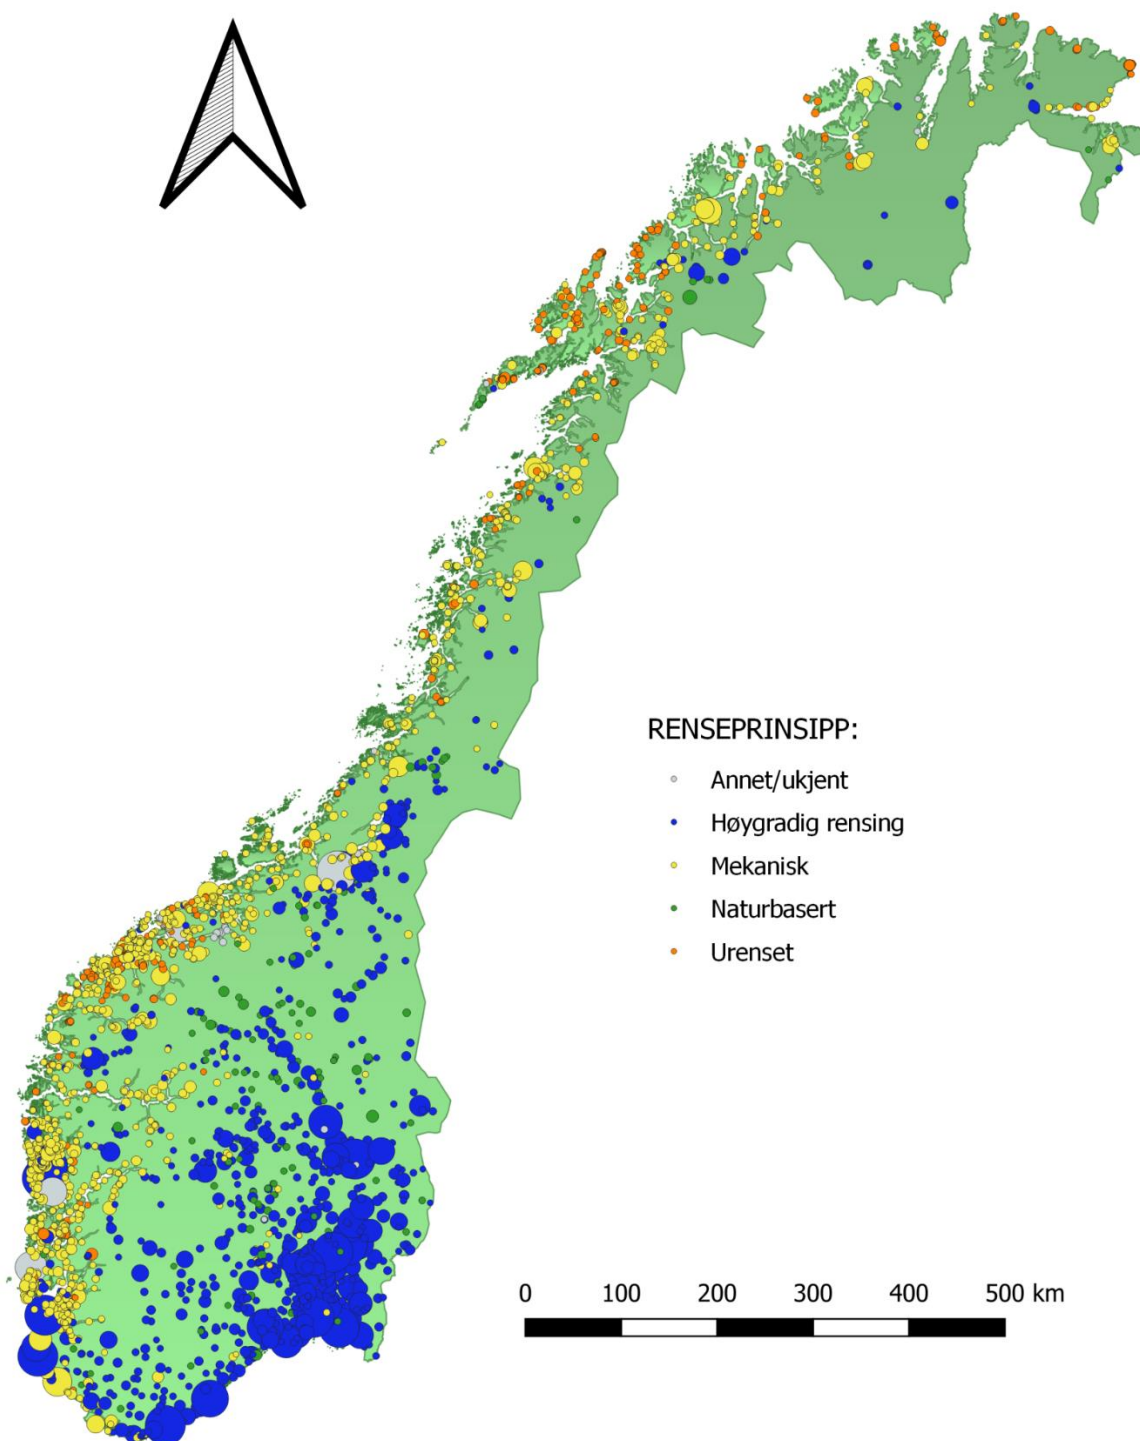 RENSEPRINSIPP:
Annet/ukjent
Høygradig rensing
Mekanisk
Naturbasert
Urenset
0 100 200 300 400 500 km